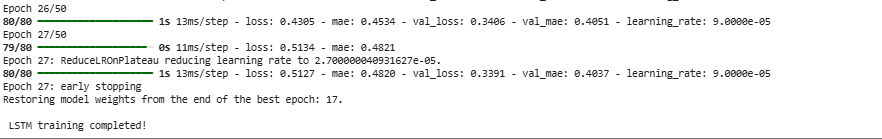 Epoch 26/50
80/80 ━━━━━━━━━━━━━━━━━━━━ 1s 13ms/step - loss: 0.4305 - mae: 0.4534 - val_loss: 0.3406 - val_mae: 0.4051 - learning_rate: 9.0000e-05
Epoch 27/50
79/80 ━━━━━━━━━━━━━━━━━━━━ 0s 11ms/step - loss: 0.5134 - mae: 0.4821
Epoch 27: ReduceLROnPlateau reducing learning rate to 2.700000040931627e-05.
80/80 ━━━━━━━━━━━━━━━━━━━━ 1s 13ms/step - loss: 0.5127 - mae: 0.4820 - val_loss: 0.3391 - val_mae: 0.4037 - learning_rate: 9.0000e-05
Epoch 27: early stopping
Restoring model weights from the end of the best epoch: 17.
LSTM training completed!